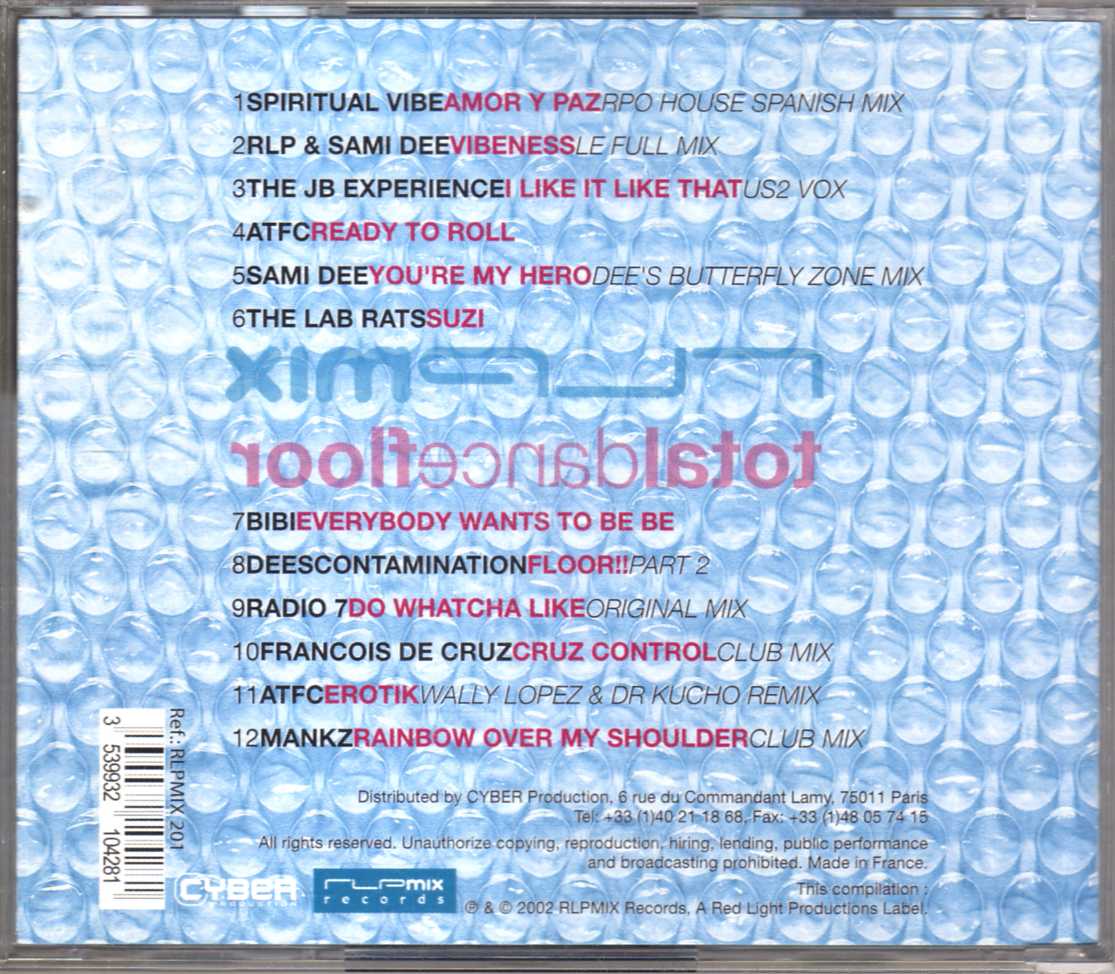 1SPIRITUAL VIBEAMOR Y PAZRPO HOUSE SPANISH MIX
2RLP & SAMI DEEVIBENESSLE FULL MIX
3THE JB EXPERIENCEI LIKE IT LIKE THATUS2 VOX
4ATFCREADY TO ROLL
5SAMI DEEYOU'RE MY HERODEE'S BUTTERFLY ZONE MIX
6THE LAB RATSSUZI
rlpmix
totaldancefloor
7BIBIEVERYBODY WANTS TO BE BE
8DEESCONTAMINATIONFLOOR!!PART 2
9RADIO 7DO WHATCHA LIKEORIGINAL MIX
10FRANCOIS DE CRUZCRUZ CONTROLCLUB MIX
11ATFCEROTIKWALLY LOPEZ & DR KUCHO REMIX
12MANKZRAINBOW OVER MY SHOULDERCLUB MIX
Ref.: RLPMIX 201
3 539932 104281
Distributed by CYBER Production, 6 rue du Commandant Lamy, 75011 Paris
Tel: +33 (1)40 21 18 68, Fax: +33 (1)48 05 74 15
All rights reserved. Unauthorize copying, reproduction, hiring, lending, public performance
and broadcasting prohibited. Made in France.
This compilation :
℗ & © 2002 RLPMIX Records, A Red Light Productions Label.
CYBER
PRODUCTION
rlpmix
records